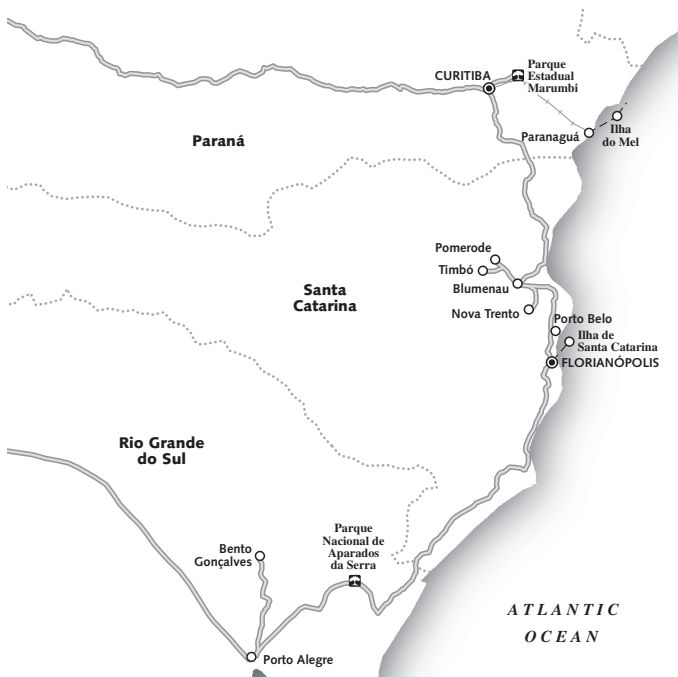 Parque
Estadual
Marumbi
CURITIBA
Paranaguá
Ilha
do Mel
Paraná
Pomerode
Timbó
Blumenau
Santa
Catarina
Nova Trento
Porto Belo
Ilha de
Santa Catarina
FLORIANÓPOLIS
Rio Grande
do Sul
Parque
Nacional de
Aparados
da Serra
Bento
Gonçalves
ATLANTIC
OCEAN
Porto Alegre